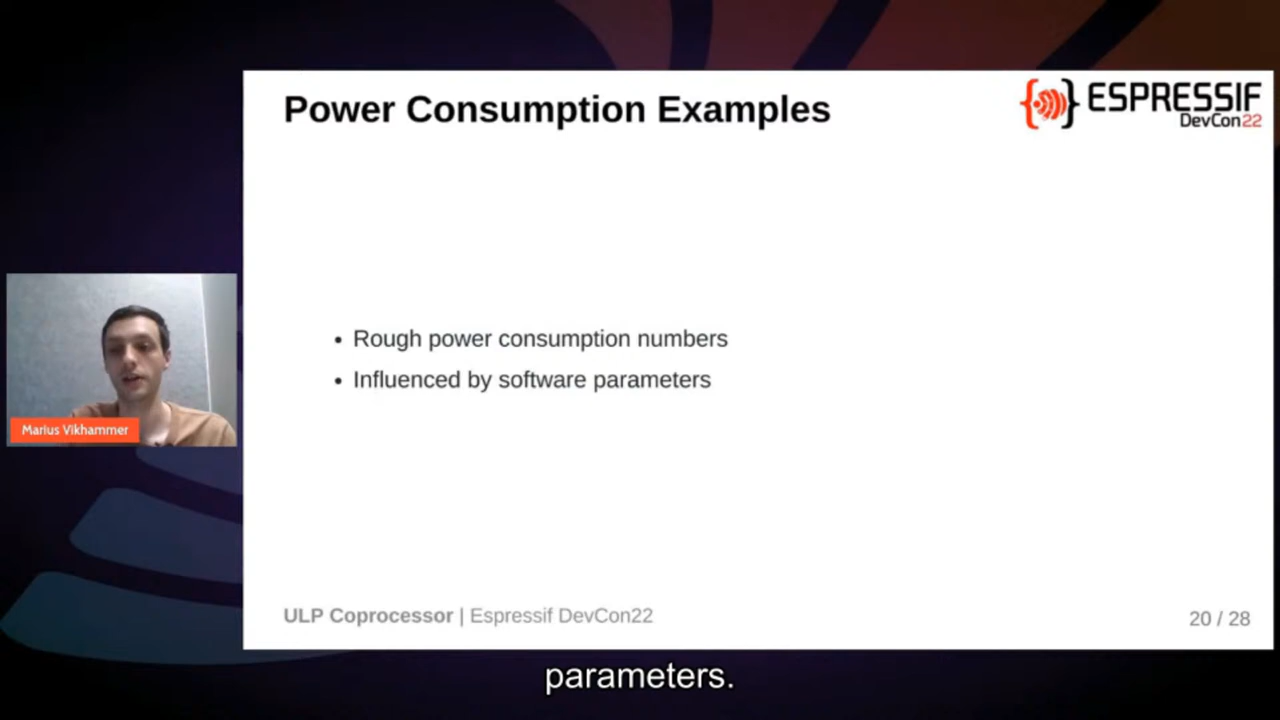 Power Consumption Examples
ESPRESSIF
DevCon22
• Rough power consumption numbers
• Influenced by software parameters
Marius Vikhammer
ULP Coprocessor | Espressif DevCon22
20 / 28
parameters.